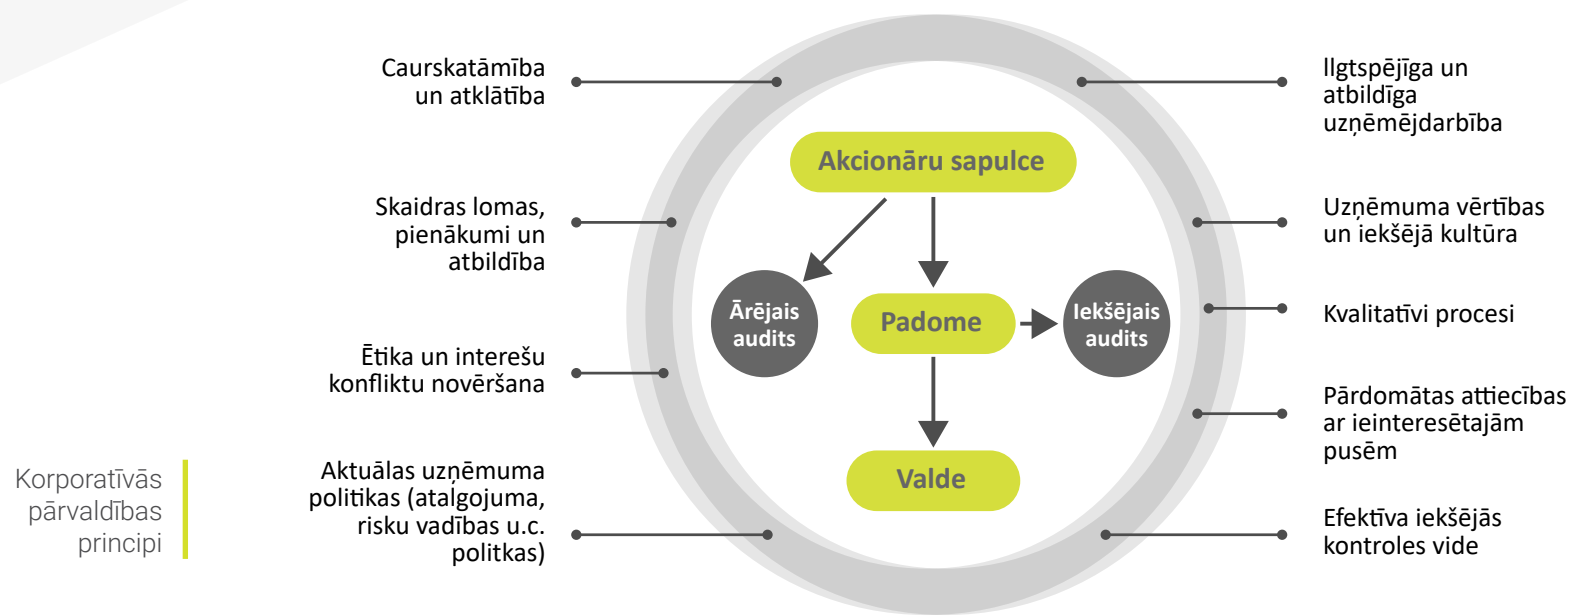 Caurskatāmība
un atklātība
Skaidras lomas,
pienākumi un
atbildība
Ētika un interešu
konfliktu novēršana
Aktuālas uzņēmuma
politikas (atalgojuma,
risku vadības u.c.
politkas)
Korporatīvās
pārvaldības
principi
Akcionāru sapulce
Ārējais
audits
Padome
Iekšējais
audits
Valde
Ilgtspējīga un
atbildīga
uzņēmējdarbība
Uzņēmuma vērtības
un iekšējā kultūra
Kvalitatīvi procesi
Pārdomātas attiecības
ar ieinteresētajām
pusēm
Efektīva iekšējās
kontroles vide